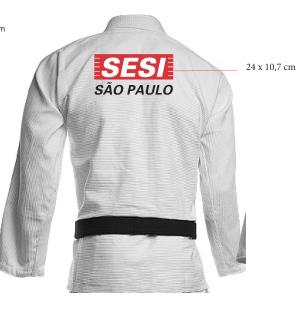 m
SESI
24 x 10,7 cm
SÃO PAULO